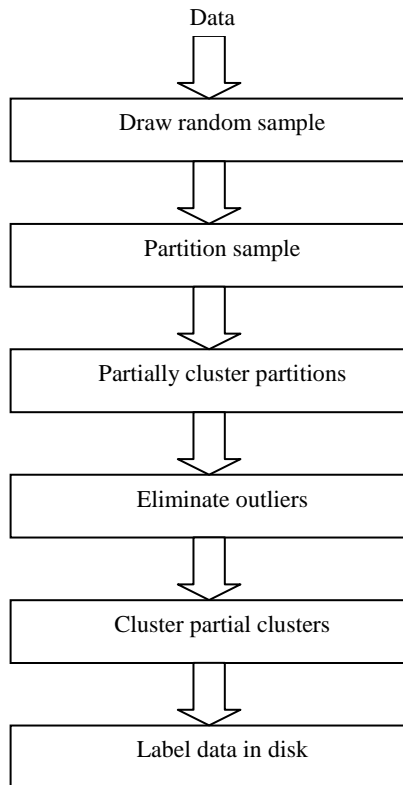 Data
Draw random sample
Partition sample
Partially cluster partitions
Eliminate outliers
Cluster partial clusters
Label data in disk